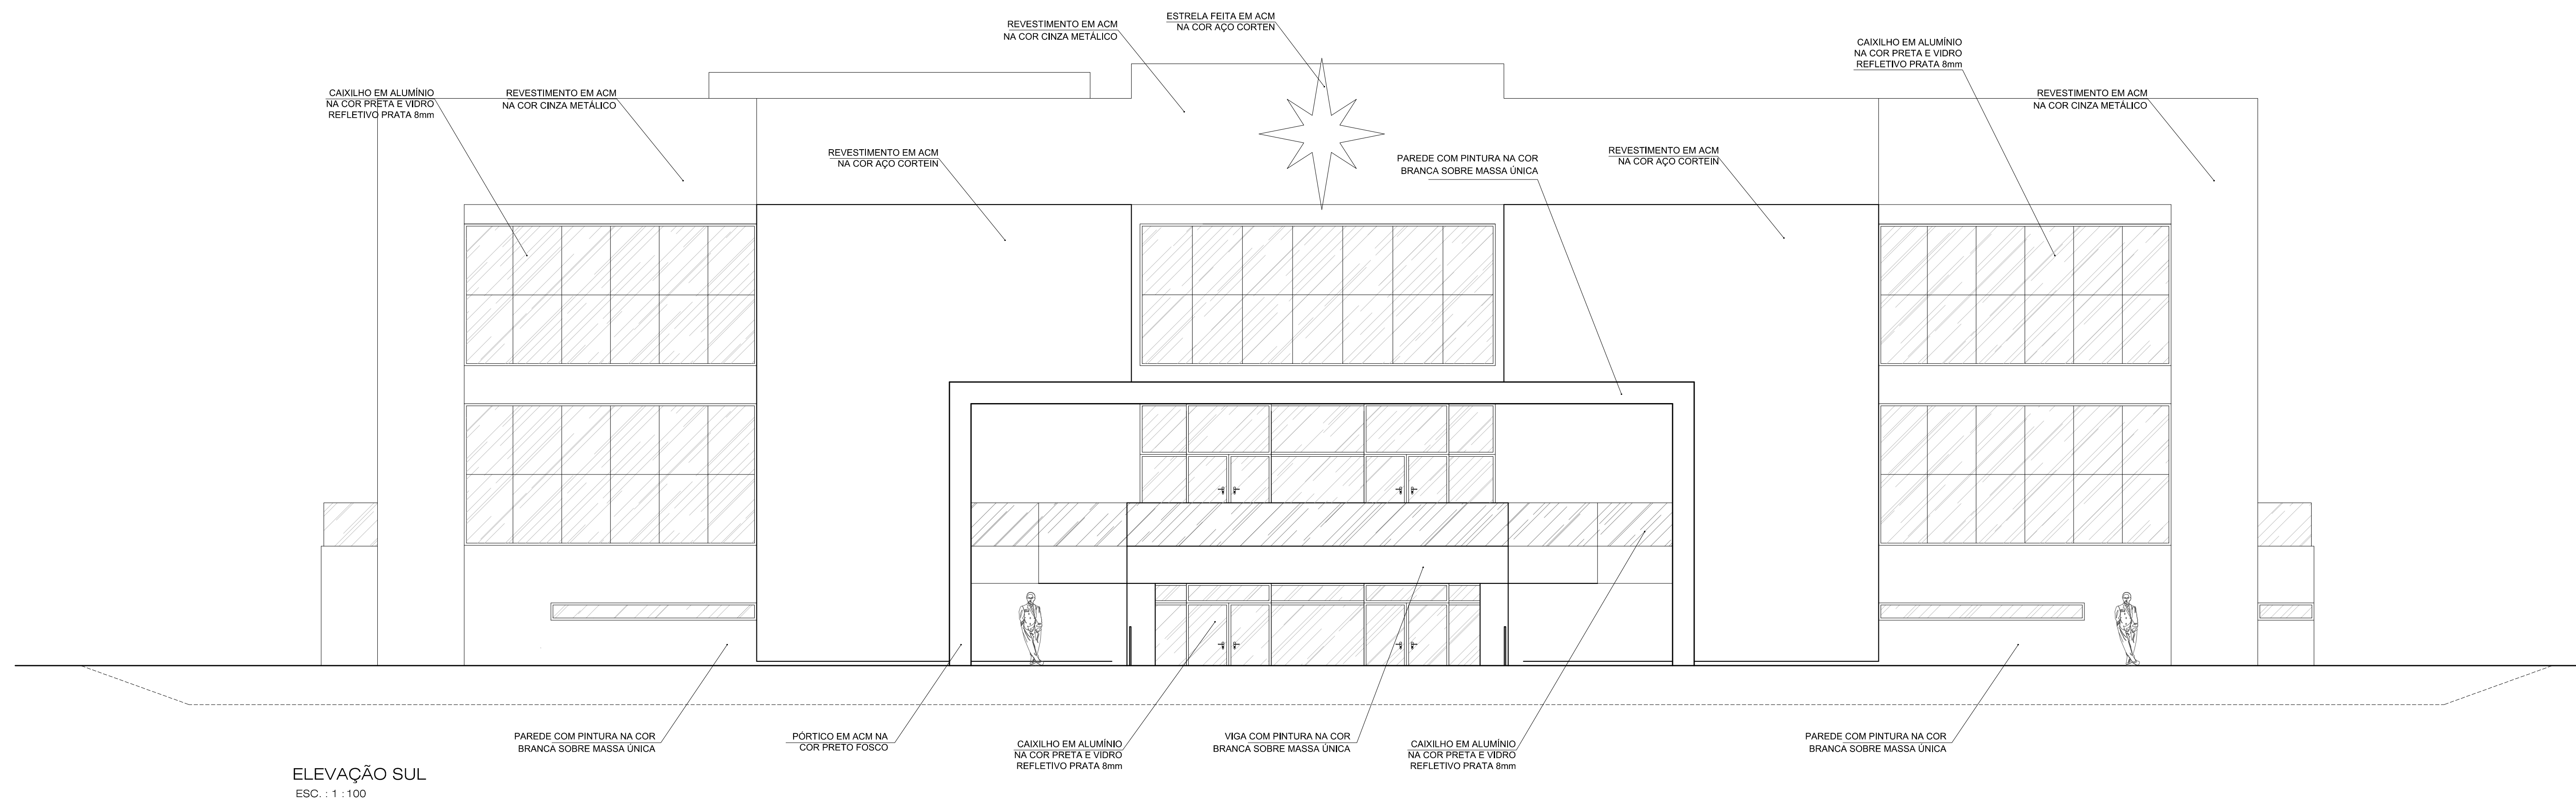 ESTRELA FEITA EM ACM
NA COR AÇO CORTEN
REVESTIMENTO EM ACM
NA COR CINZA METÁLICO
CAIXILHO EM ALUMÍNIO
NA COR PRETA E VIDRO
REFLETIVO PRATA 8mm
CAIXILHO EM ALUMÍNIO
NA COR PRETA E VIDRO
REFLETIVO PRATA 8mm
REVESTIMENTO EM ACM
NA COR CINZA METÁLICO
REVESTIMENTO EM ACM
NA COR CINZA METÁLICO
REVESTIMENTO EM ACM
NA COR AÇO CORTEIN
PAREDE COM PINTURA NA COR
BRANCA SOBRE MASSA ÚNICA
REVESTIMENTO EM ACM
NA COR AÇO CORTEIN
PAREDE COM PINTURA NA COR
BRANCA SOBRE MASSA ÚNICA
PÓRTICO EM ACM NA
COR PRETO FOSCO
CAIXILHO EM ALUMÍNIO
NA COR PRETA E VIDRO
REFLETIVO PRATA 8mm
VIGA COM PINTURA NA COR
BRANCA SOBRE MASSA ÚNICA
CAIXILHO EM ALUMÍNIO
NA COR PRETA E VIDRO
REFLETIVO PRATA 8mm
PAREDE COM PINTURA NA COR
BRANCA SOBRE MASSA ÚNICA
ELEVAÇÃO SUL
ESC. : 1 : 100